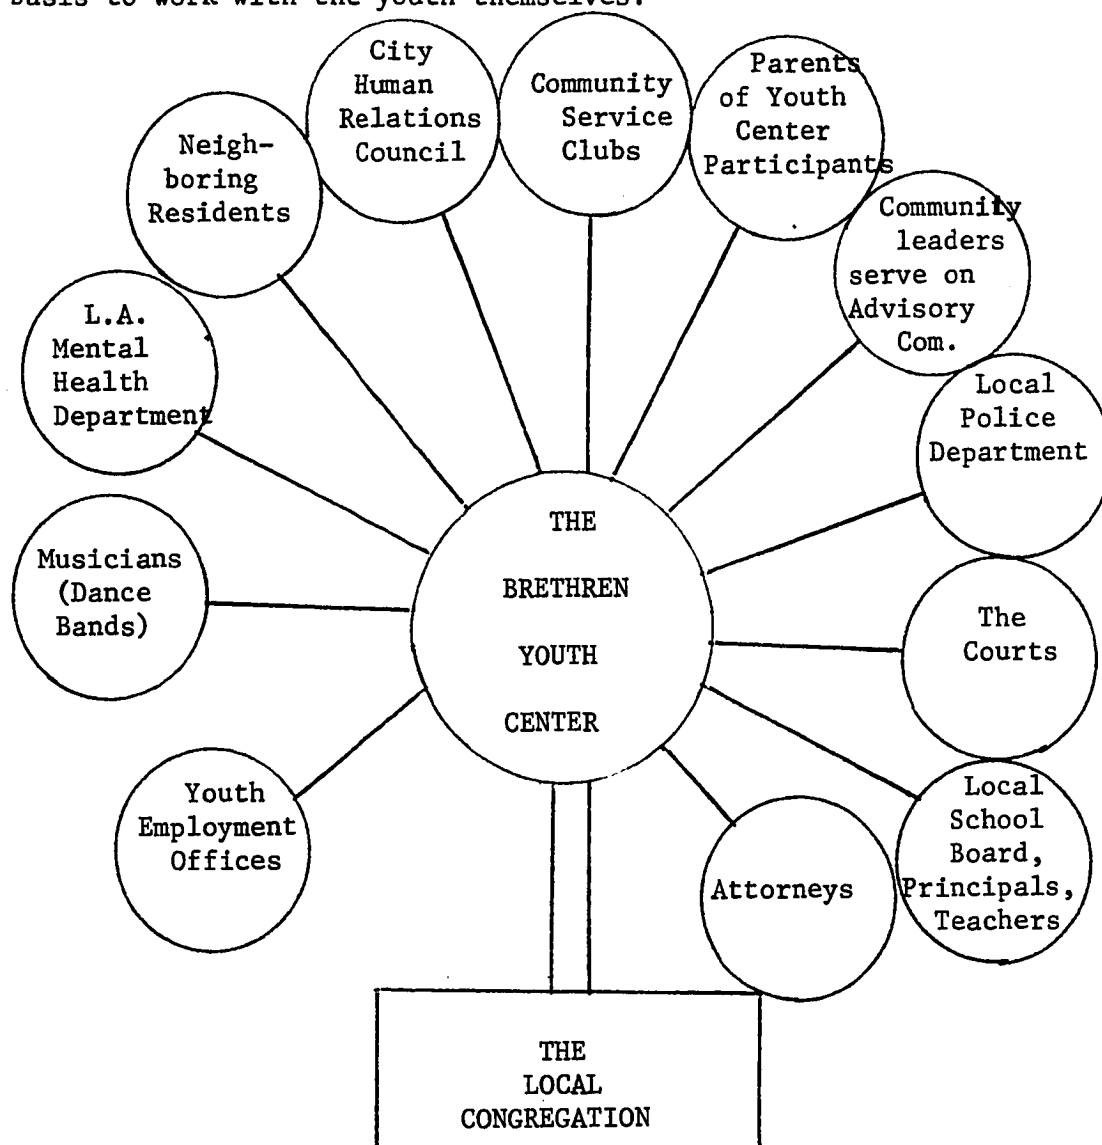 basis to work with the youth themselves.
City
Human
Relations
Council
Community
Service
Clubs
Parents
of Youth
Center
Participants
Neigh-
boring
Residents
Community
leaders
serve on
Advisory
Com.
L.A.
Mental
Health
Department
Local
Police
Department
Musicians
(Dance
Bands)
THE
BRETHREN
YOUTH
CENTER
The
Courts
Youth
Employment
Offices
Attorneys
Local
School
Board,
Principals,
Teachers
THE
LOCAL
CONGREGATION